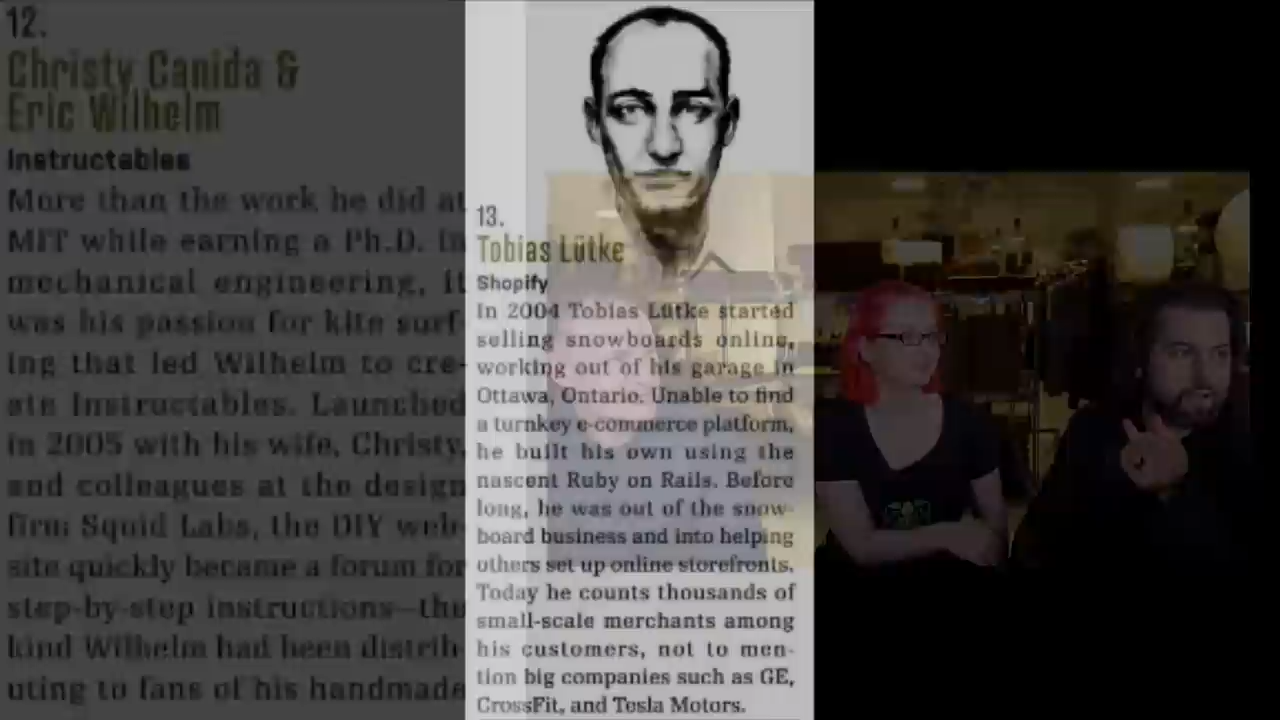 12.
Christy Canida &
Eric Wilhelm
Instructables
More than the work he did at
MIT while earning a Ph.D. in
mechanical engineering, it
was his passion for kite surf-
ing that led Wilhelm to cre-
ate Instructables. Launched
in 2005 with his wife, Christy,
and colleagues at the design
firm Squid Labs, the DIY web-
site quickly became a forum for
step-by-step instructions—the
kind Wilhelm had been distrib-
uting to fans of his handmade
13.
Tobias Lütke
Shopify
In 2004 Tobias Lütke started
selling snowboards online,
working out of his garage in
Ottawa, Ontario. Unable to find
a turnkey e-commerce platform,
he built his own using the
nascent Ruby on Rails. Before
long, he was out of the snow-
board business and into helping
others set up online storefronts.
Today he counts thousands of
small-scale merchants among
his customers, not to men-
tion big companies such as GE,
CrossFit, and Tesla Motors.